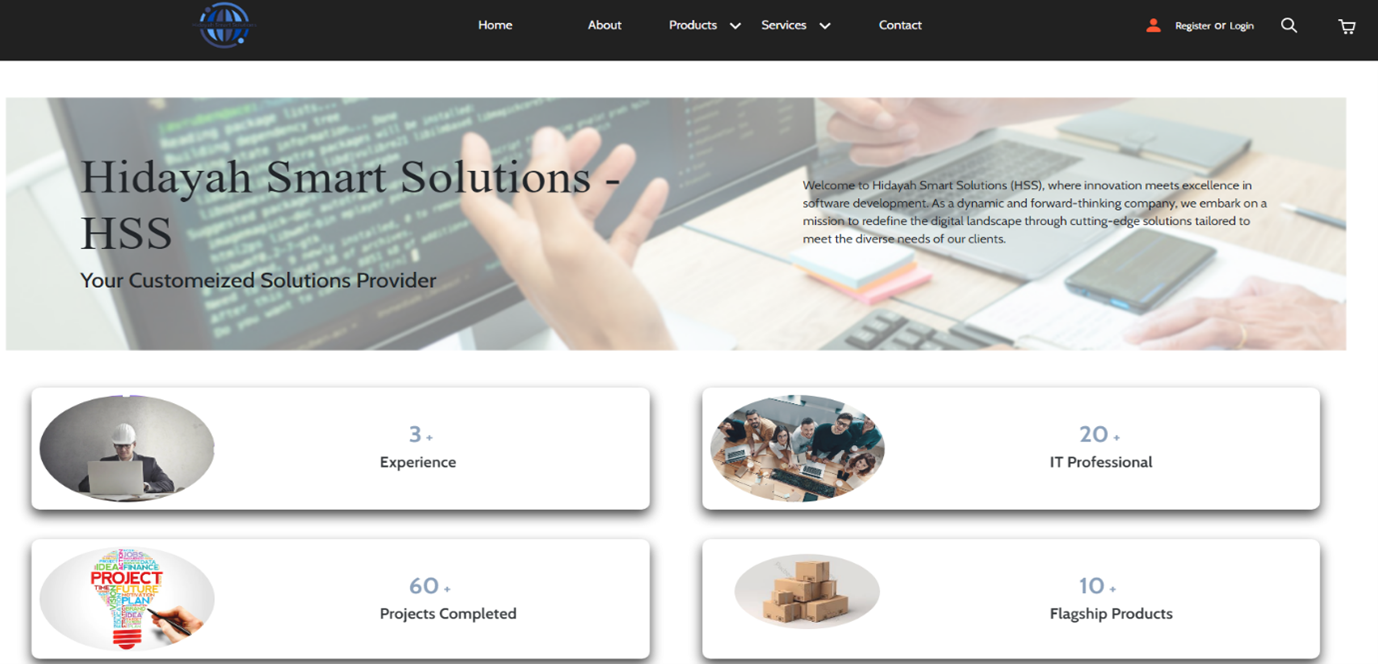 Home About Products Services Contact Register or Login
Hidayah Smart Solutions -
HSS
Your Customeized Solutions Provider
Welcome to Hidayah Smart Solutions (HSS), where innovation meets excellence in
software development. As a dynamic and forward-thinking company, we embark on a
mission to redefine the digital landscape through cutting-edge solutions tailored to
meet the diverse needs of our clients.
3 +
Experience
20 +
IT Professional
PROJECT
FUTURE
PLAN
IDEA
FINANCE
JOBS
60 +
Projects Completed
10 +
Flagship Products